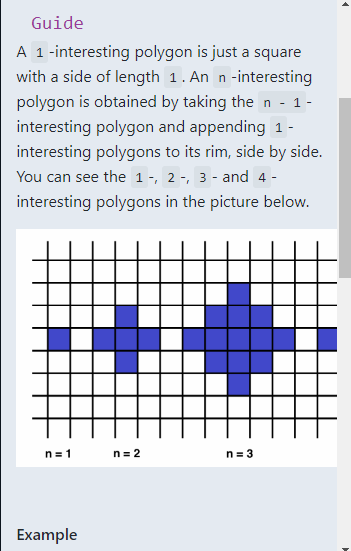 Guide
A 1-interesting polygon is just a square
with a side of length 1. An n-interesting
polygon is obtained by taking the n - 1-
interesting polygon and appending 1-
interesting polygons to its rim, side by side.
You can see the 1-, 2-, 3- and 4-
interesting polygons in the picture below.
n = 1 n = 2 n = 3
Example